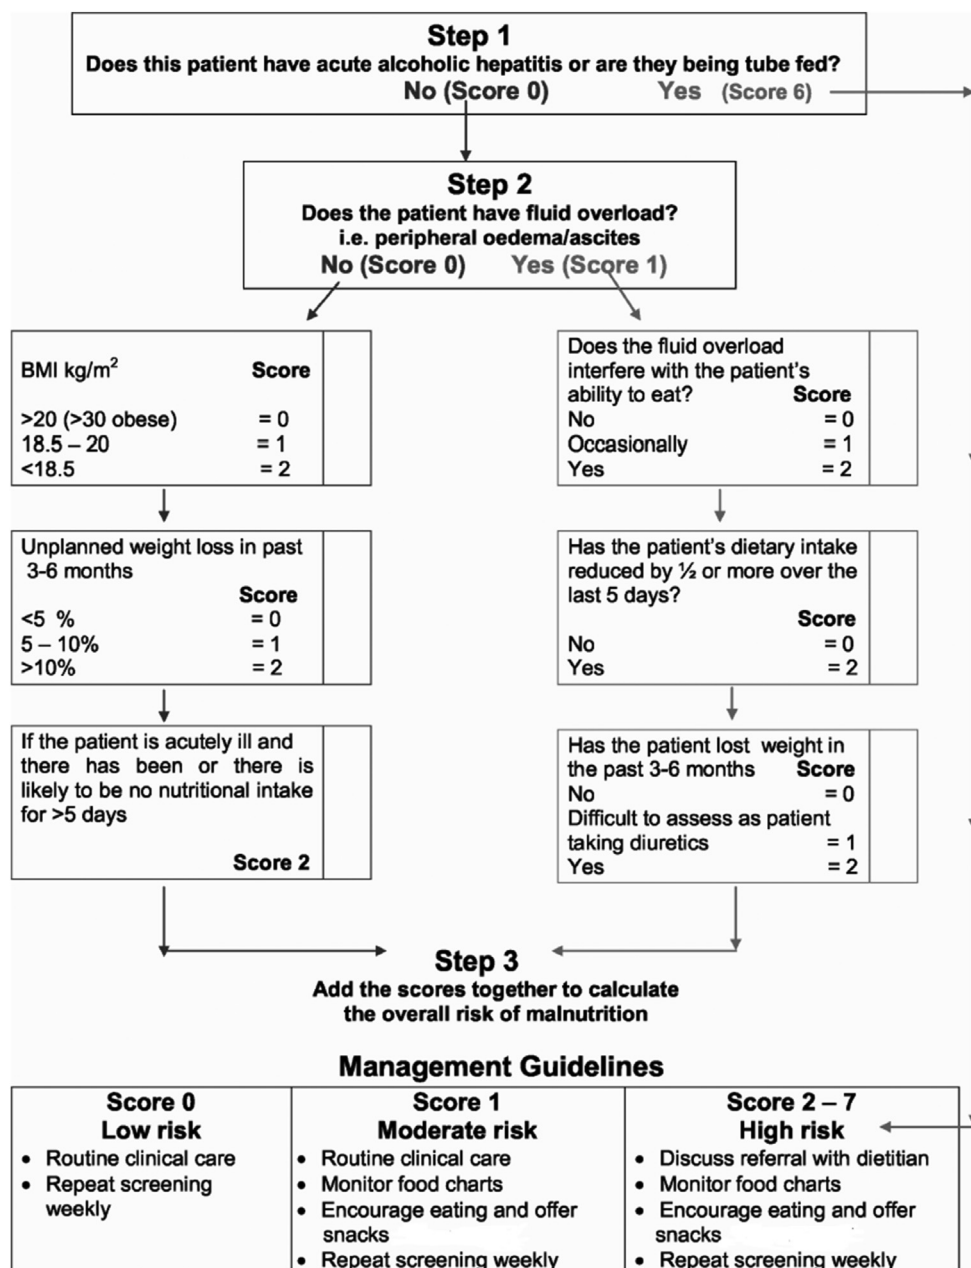 Step 1
Does this patient have acute alcoholic hepatitis or are they being tube fed?
No (Score 0) Yes (Score 6)
Step 2
Does the patient have fluid overload?
i.e. peripheral oedema/ascites
No (Score 0) Yes (Score 1)
BMI kg/m² Score
>20 (>30 obese) = 0
18.5 – 20 = 1
<18.5 = 2
Unplanned weight loss in past
3-6 months
Score
<5 % = 0
5 – 10% = 1
>10% = 2
If the patient is acutely ill and
there has been or there is
likely to be no nutritional intake
for >5 days
Score 2
Does the fluid overload
interfere with the patient's
ability to eat? Score
No = 0
Occasionally = 1
Yes = 2
Has the patient's dietary intake
reduced by ½ or more over the
last 5 days?
Score
No = 0
Yes = 2
Has the patient lost weight in
the past 3-6 months Score
No = 0
Difficult to assess as patient
taking diuretics = 1
Yes = 2
Step 3
Add the scores together to calculate
the overall risk of malnutrition
Management Guidelines
Score 0
Low risk
• Routine clinical care
• Repeat screening
weekly
Score 1
Moderate risk
• Routine clinical care
• Monitor food charts
• Encourage eating and offer
snacks
• Repeat screening weekly
Score 2 – 7
High risk
• Discuss referral with dietitian
• Monitor food charts
• Encourage eating and offer
snacks
• Repeat screening weekly